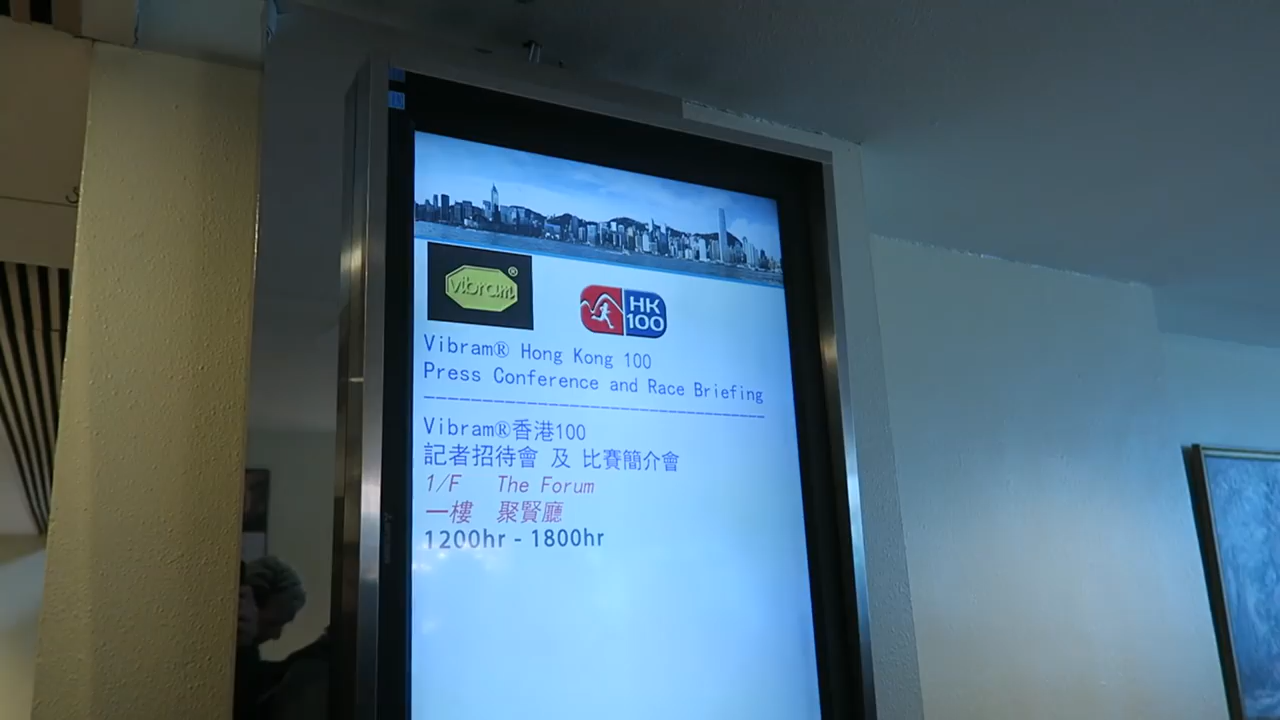 vibram®
HK
100
Vibram® Hong Kong 100
Press Conference and Race Briefing
Vibram®香港100
記者招待會 及 比賽簡介會
1/F The Forum
一樓 聚賢廳
1200hr - 1800hr